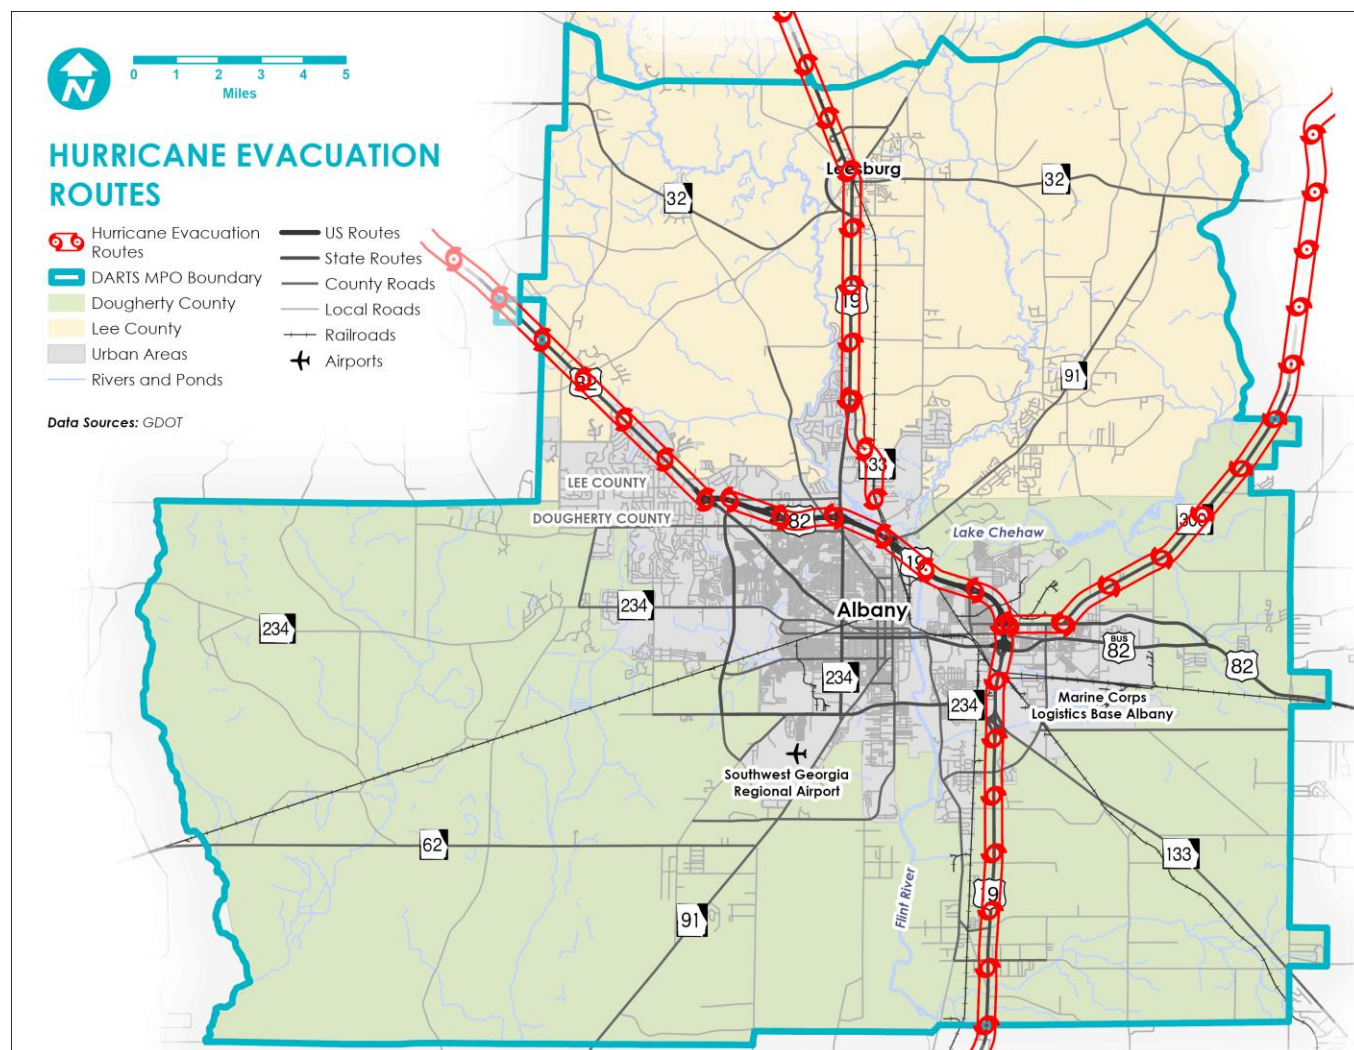 0 1 2 3 4 5
Miles
N
HURRICANE EVACUATION
ROUTES
Hurricane Evacuation
Routes
DARTS MPO Boundary
Dougherty County
Lee County
Urban Areas
Rivers and Ponds
US Routes
State Routes
County Roads
Local Roads
Railroads
Airports
Data Sources: GDOT
Leesburg
32
32
19
82
91
33
LEE COUNTY
DOUGHERTY COUNTY
82
19
Lake Chehaw
300
234
234
Albany
BUS
82
82
234
234
Marine Corps
Logistics Base Albany
Southwest Georgia
Regional Airport
62
133
19
Flint River
91